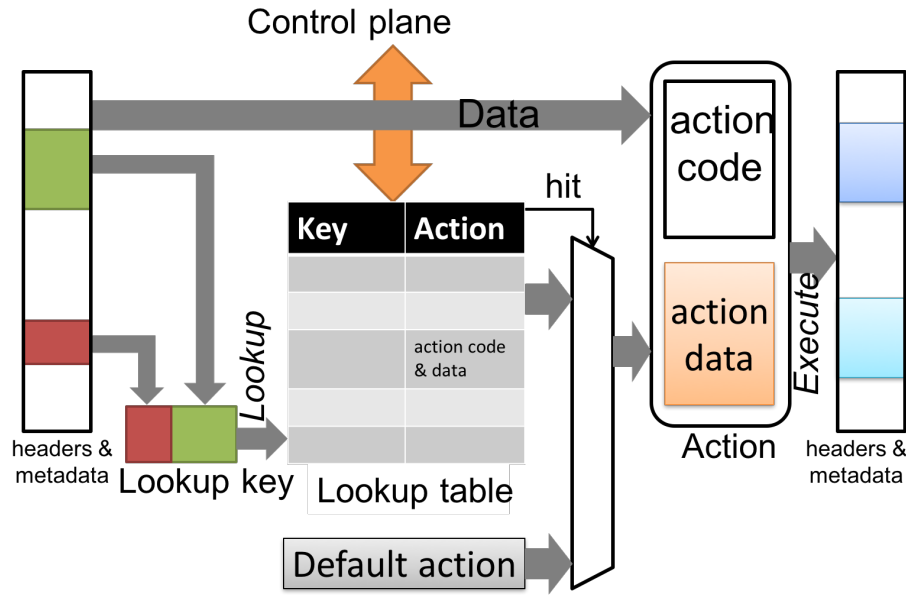 Control plane
Data
hit
action
code
Key
Action
Lookup
action code
& data
action
data
Execute
headers &
metadata
Lookup key
Lookup table
Action
headers &
metadata
Default action